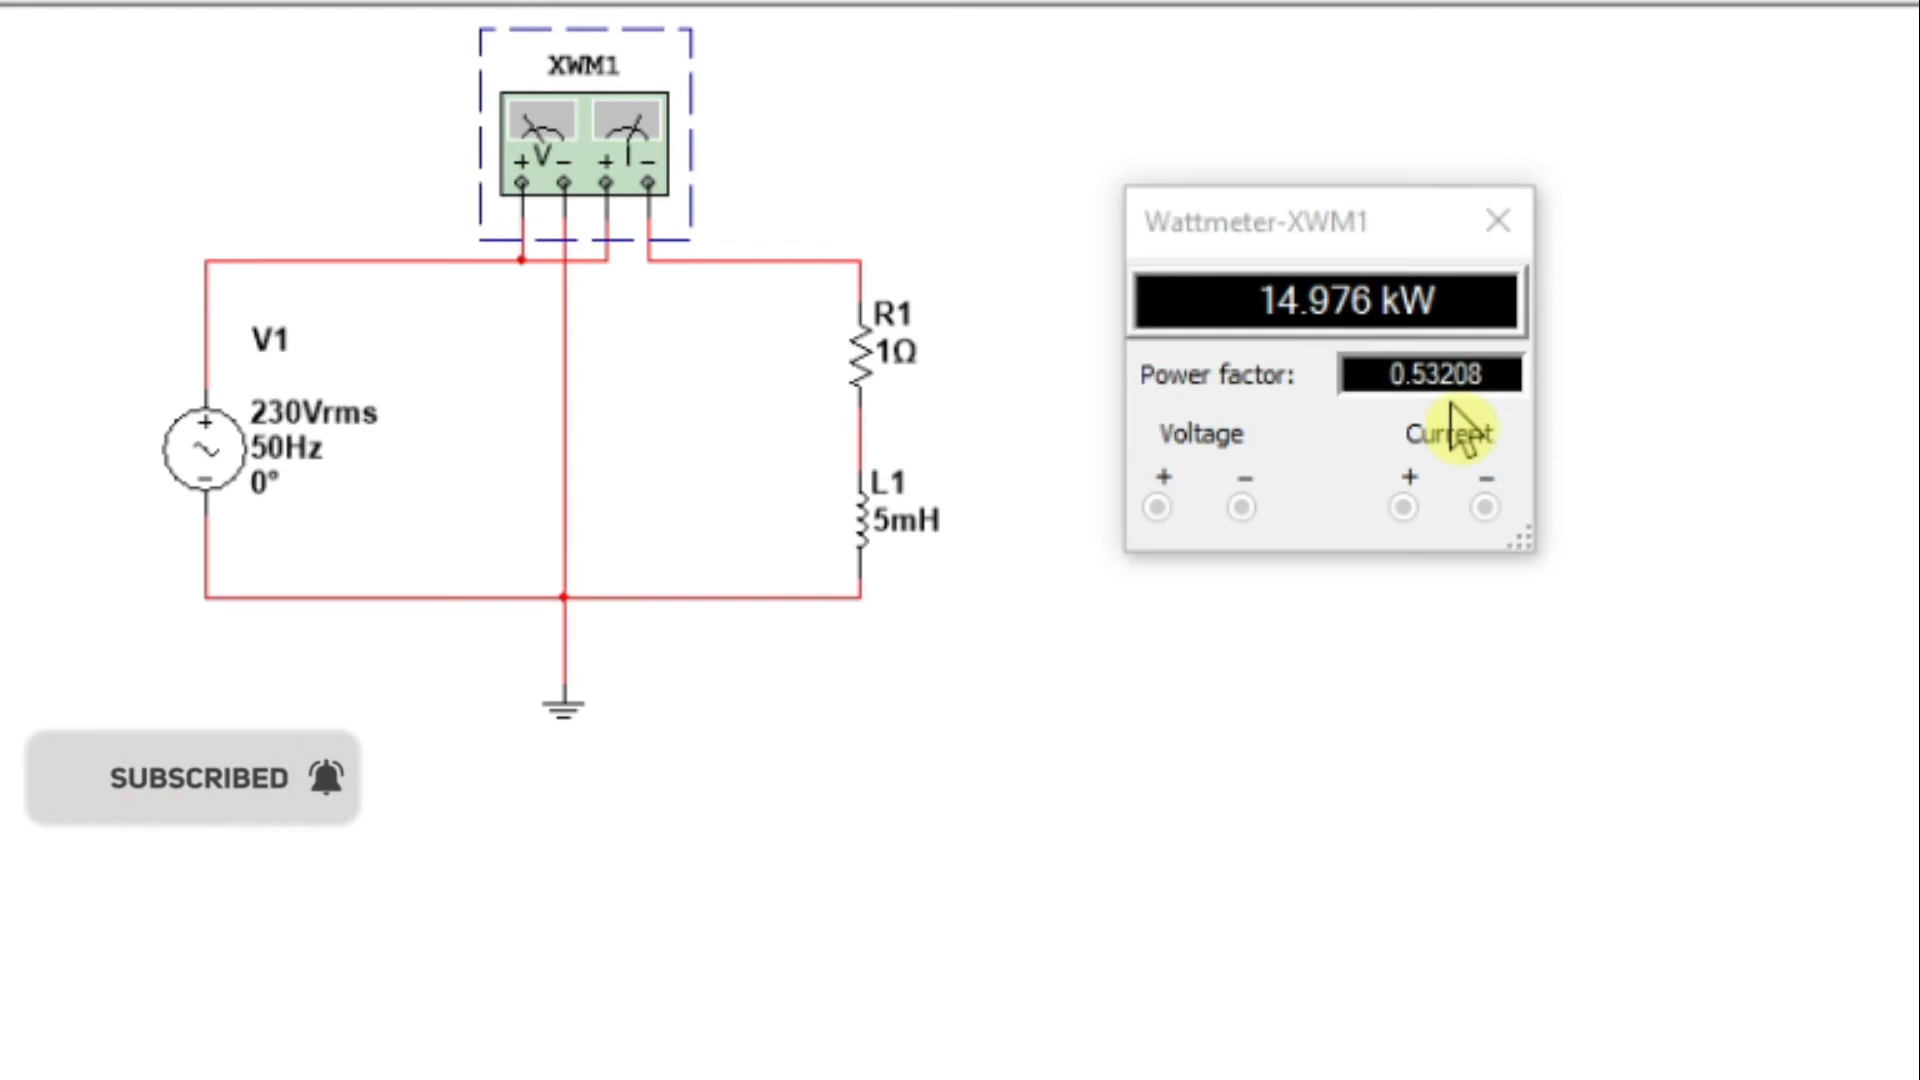 XWM1
V
I
+ - + -
V1
230Vrms
50Hz
0°
R1
1Ω
L1
5mH
Wattmeter-XWM1
14.976 kW
Power factor: 0.53208
Voltage Current
+ - + -
SUBSCRIBED